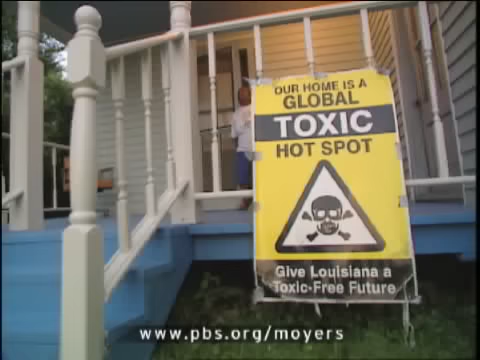 OUR HOME IS A
GLOBAL
TOXIC
HOT SPOT
Give Louisiana a
Toxic-Free Future
www.pbs.org/moyers